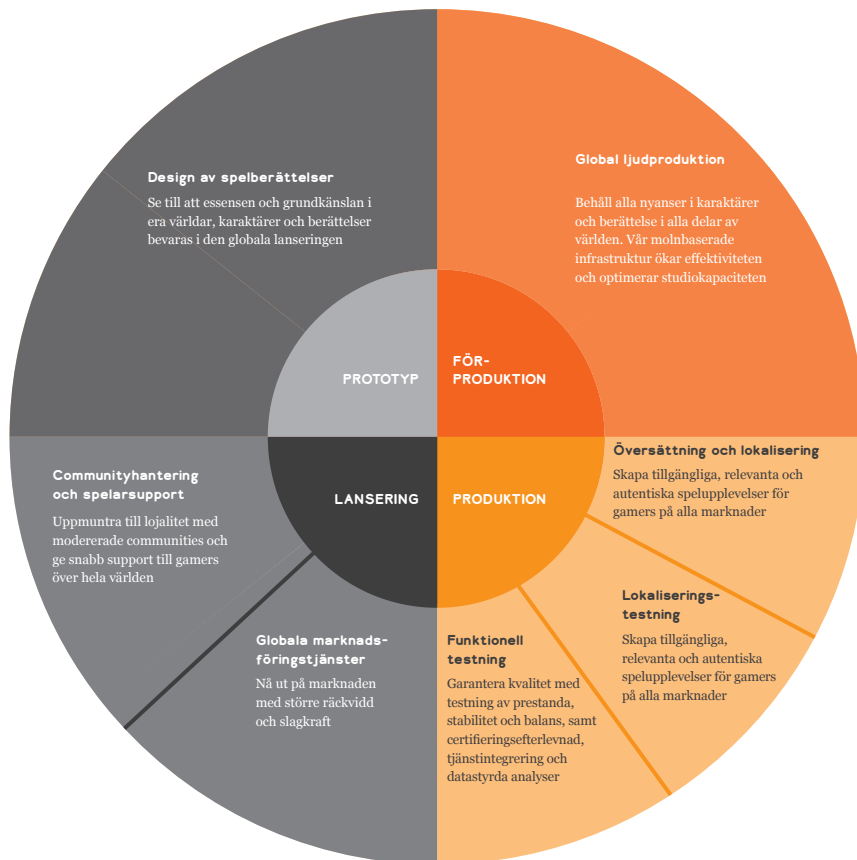 Design av spelberättelser
Se till att essensen och grundkänslan i
era världar, karaktärer och berättelser
bevaras i den globala lanseringen
Global ljudproduktion
Behåll alla nyanser i karaktärer
och berättelse i alla delar av
världen. Vår molnbaserade
infrastruktur ökar effektiviteten
och optimerar studiokapaciteten
PROTOTYP
FÖR-
PRODUKTION
LANSERING
PRODUKTION
Översättning och lokalisering
Skapa tillgängliga, relevanta och
autentiska spelupplevelser för
gamers på alla marknader
Lokaliserings-
testning
Skapa tillgängliga,
relevanta och autentiska
spelupplevelser för gamers
på alla marknader
Funktionell
testning
Garantera kvalitet med
testning av prestanda,
stabilitet och balans, samt
certifieringsefterlevnad,
tjänstintegrering och
datastyrda analyser
Globala marknads-
föringstjänster
Nå ut på marknaden
med större räckvidd
och slagkraft
Communityhantering
och spelarsupport
Uppmuntra till lojalitet med
modererade communities och
ge snabb support till gamers
över hela världen